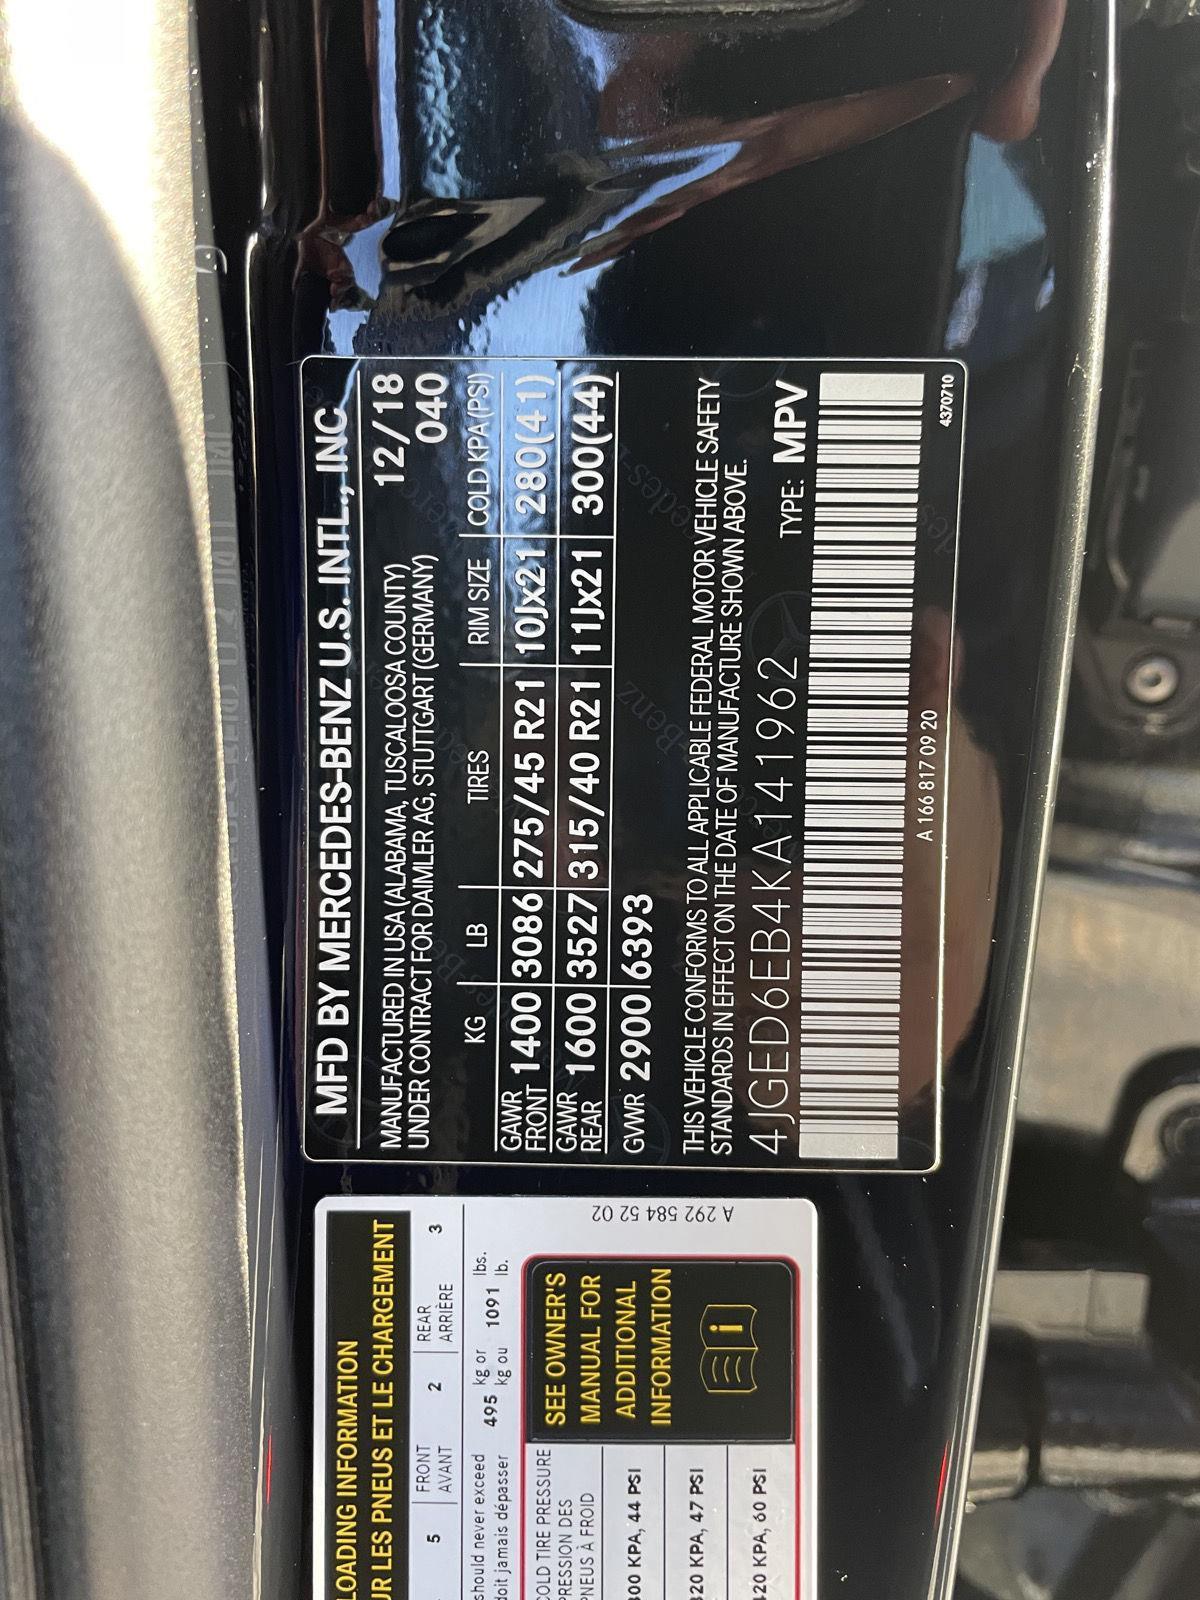 MFD BY MERCEDES-BENZ U.S. INTL., INC
MANUFACTURED IN USA (ALABAMA, TUSCALOOSA COUNTY) 12/18
UNDER CONTRACT FOR DAIMLER AG, STUTTGART (GERMANY) 040
KG LB TIRES RIM SIZE COLD KPA (PSI)
GAWR FRONT 1400 3086 275/45 R21 10Jx21 280(41)
GAWR REAR 1600 3527 315/40 R21 11Jx21 300(44)
GVWR 2900 6393
THIS VEHICLE CONFORMS TO ALL APPLICABLE FEDERAL MOTOR VEHICLE SAFETY
STANDARDS IN EFFECT ON THE DATE OF MANUFACTURE SHOWN ABOVE.
4JGED6EB4KA141962 TYPE: MPV
A 166 817 09 20
4370710
LOADING INFORMATION
UR LES PNEUS ET LE CHARGEMENT
5 FRONT AVANT 2 REAR ARRIÈRE 3
should never exceed 495 kg or 1091 lbs.
doit jamais dépasser kg ou lb.
COLD TIRE PRESSURE
PRESSION DES
PNEUS À FROID
300 KPA, 44 PSI
320 KPA, 47 PSI
420 KPA, 60 PSI
SEE OWNER'S
MANUAL FOR
ADDITIONAL
INFORMATION
A 292 584 52 02